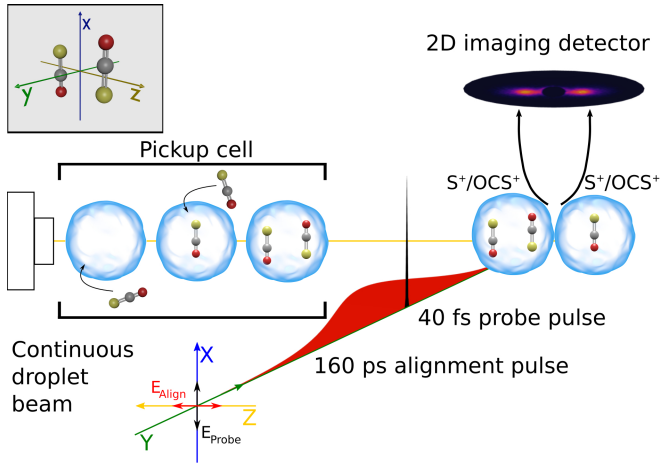 X
y
z
2D imaging detector
Pickup cell
S⁺/OCS⁺
S⁺/OCS⁺
40 fs probe pulse
160 ps alignment pulse
Continuous
droplet
beam
X
E_Align
Z
Y
E_Probe